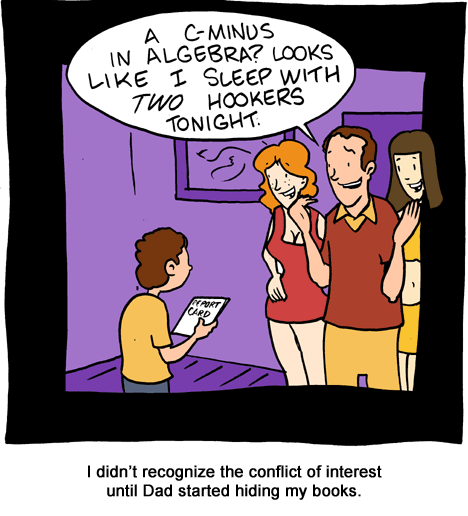 A C-MINUS
IN ALGEBRA? LOOKS
LIKE I SLEEP WITH
TWO HOOKERS
TONIGHT.
REPORT
CARD
I didn't recognize the conflict of interest
until Dad started hiding my books.